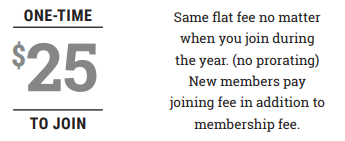 ONE-TIME
$25
TO JOIN
Same flat fee no matter
when you join during
the year. (no prorating)
New members pay
joining fee in addition to
membership fee.